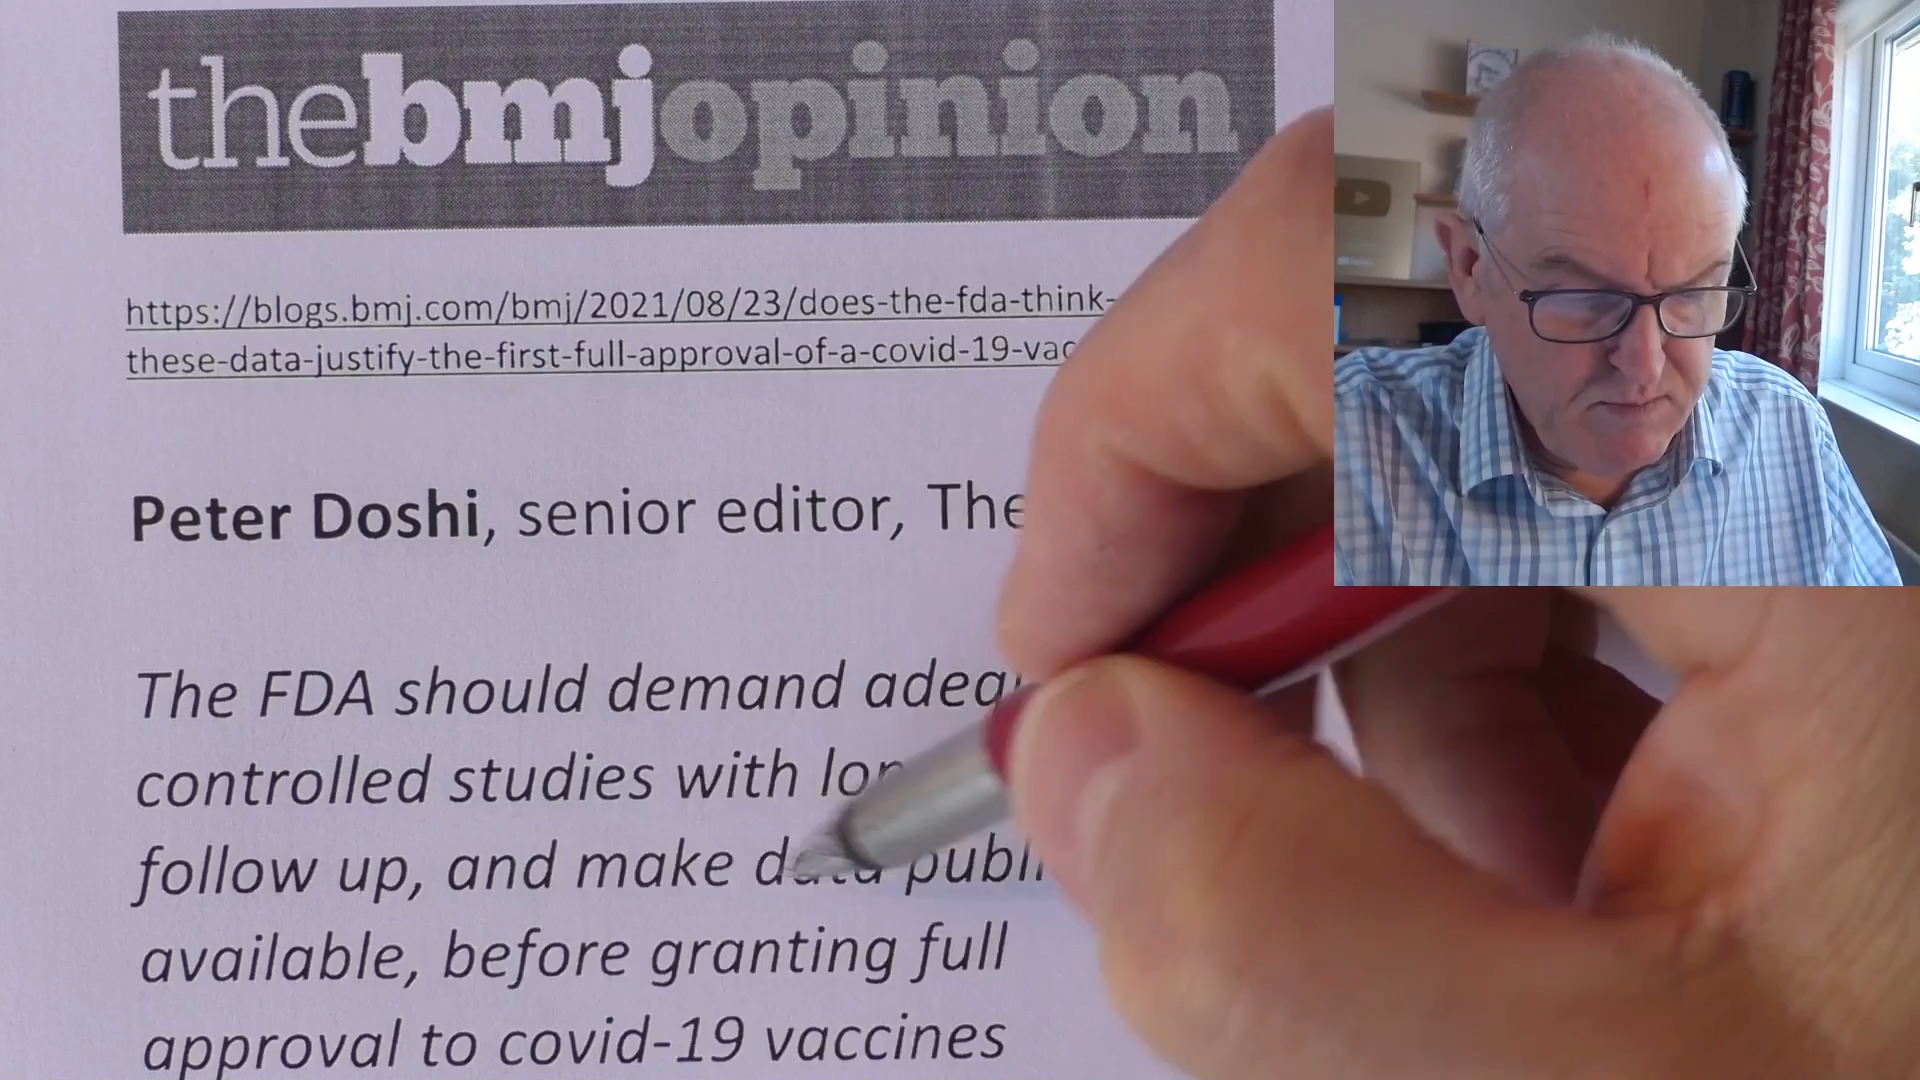 thebmjopinion
https://blogs.bmj.com/bmj/2021/08/23/does-the-fda-think-
these-data-justify-the-first-full-approval-of-a-covid-19-vac
Peter Doshi, senior editor, The
The FDA should demand
controlled studies with
follow up, and make data
available, before granting full
approval to covid-19 vaccines